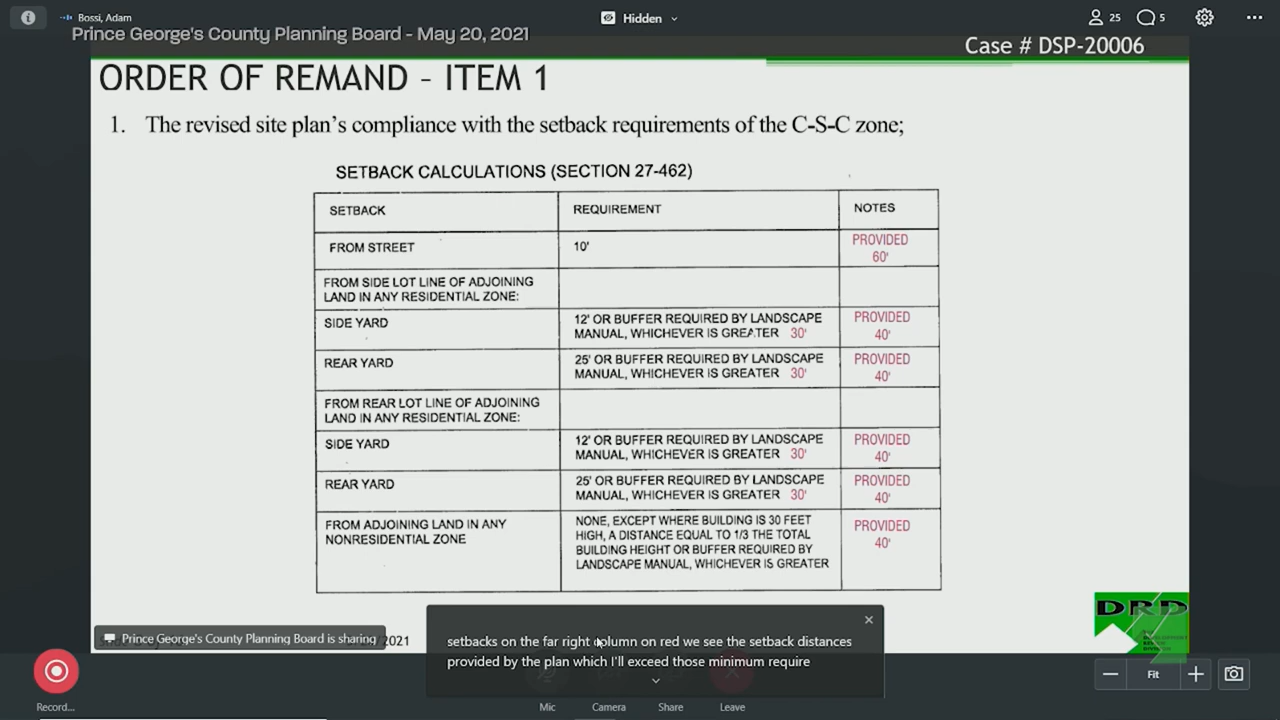 Bossi, Adam
Hidden
25
5
Prince George's County Planning Board - May 20, 2021
Case # DSP-20006
ORDER OF REMAND - ITEM 1
1. The revised site plan's compliance with the setback requirements of the C-S-C zone;
SETBACK CALCULATIONS (SECTION 27-462)
SETBACK
REQUIREMENT
NOTES
FROM STREET
10'
PROVIDED
60'
FROM SIDE LOT LINE OF ADJOINING
LAND IN ANY RESIDENTIAL ZONE:
SIDE YARD
12' OR BUFFER REQUIRED BY LANDSCAPE
MANUAL, WHICHEVER IS GREATER 30'
PROVIDED
40'
REAR YARD
25' OR BUFFER REQUIRED BY LANDSCAPE
MANUAL, WHICHEVER IS GREATER 30'
PROVIDED
40'
FROM REAR LOT LINE OF ADJOINING
LAND IN ANY RESIDENTIAL ZONE:
SIDE YARD
12' OR BUFFER REQUIRED BY LANDSCAPE
MANUAL, WHICHEVER IS GREATER 30'
PROVIDED
40'
REAR YARD
25' OR BUFFER REQUIRED BY LANDSCAPE
MANUAL, WHICHEVER IS GREATER 30'
PROVIDED
40'
FROM ADJOINING LAND IN ANY
NONRESIDENTIAL ZONE
NONE, EXCEPT WHERE BUILDING IS 30 FEET
HIGH, A DISTANCE EQUAL TO 1/3 THE TOTAL
BUILDING HEIGHT OR BUFFER REQUIRED BY
LANDSCAPE MANUAL, WHICHEVER IS GREATER
PROVIDED
40'
DRD
Prince George's County Planning Board is sharing
setbacks on the far right column on red we see the setback distances
provided by the plan which I'll exceed those minimum require
Record...
Mic
Camera
Share
Leave
Fit